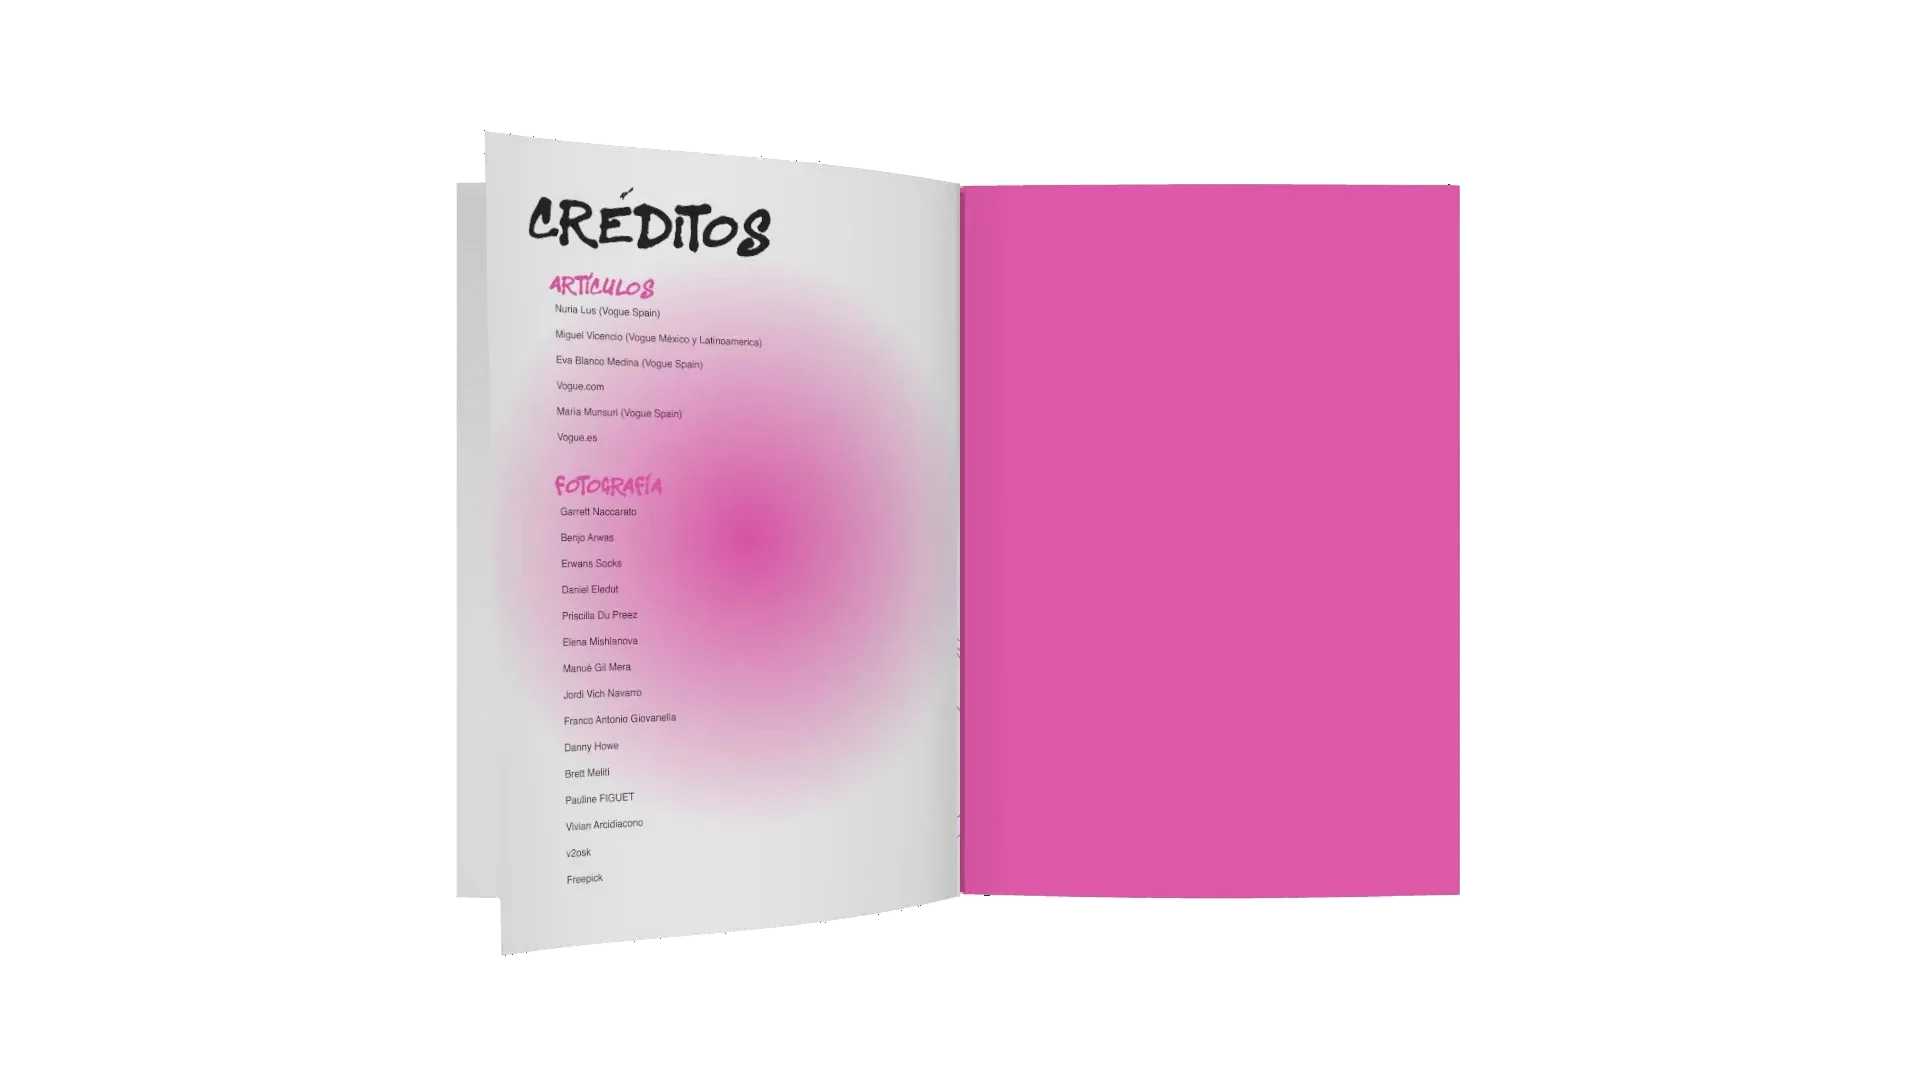 CRÉDITOS
ARTÍCULOS
Nuria Lus (Vogue Spain)
Miguel Vicencio (Vogue México y Latinoamerica)
Eva Blanco Medina (Vogue Spain)
Vogue.com
Maria Munsuri (Vogue Spain)
Vogue.es
FOTOGRAFÍA
Garrett Naccarato
Benjo Arwas
Erwans Socks
Daniel Eledut
Priscilla Du Preez
Elena Mishlanova
Manuè Gil Mera
Jordi Vich Navarro
Franco Antonio Giovanella
Danny Howe
Brett Meliti
Pauline FIGUET
Vivian Arcidiacono
v2osk
Freepick